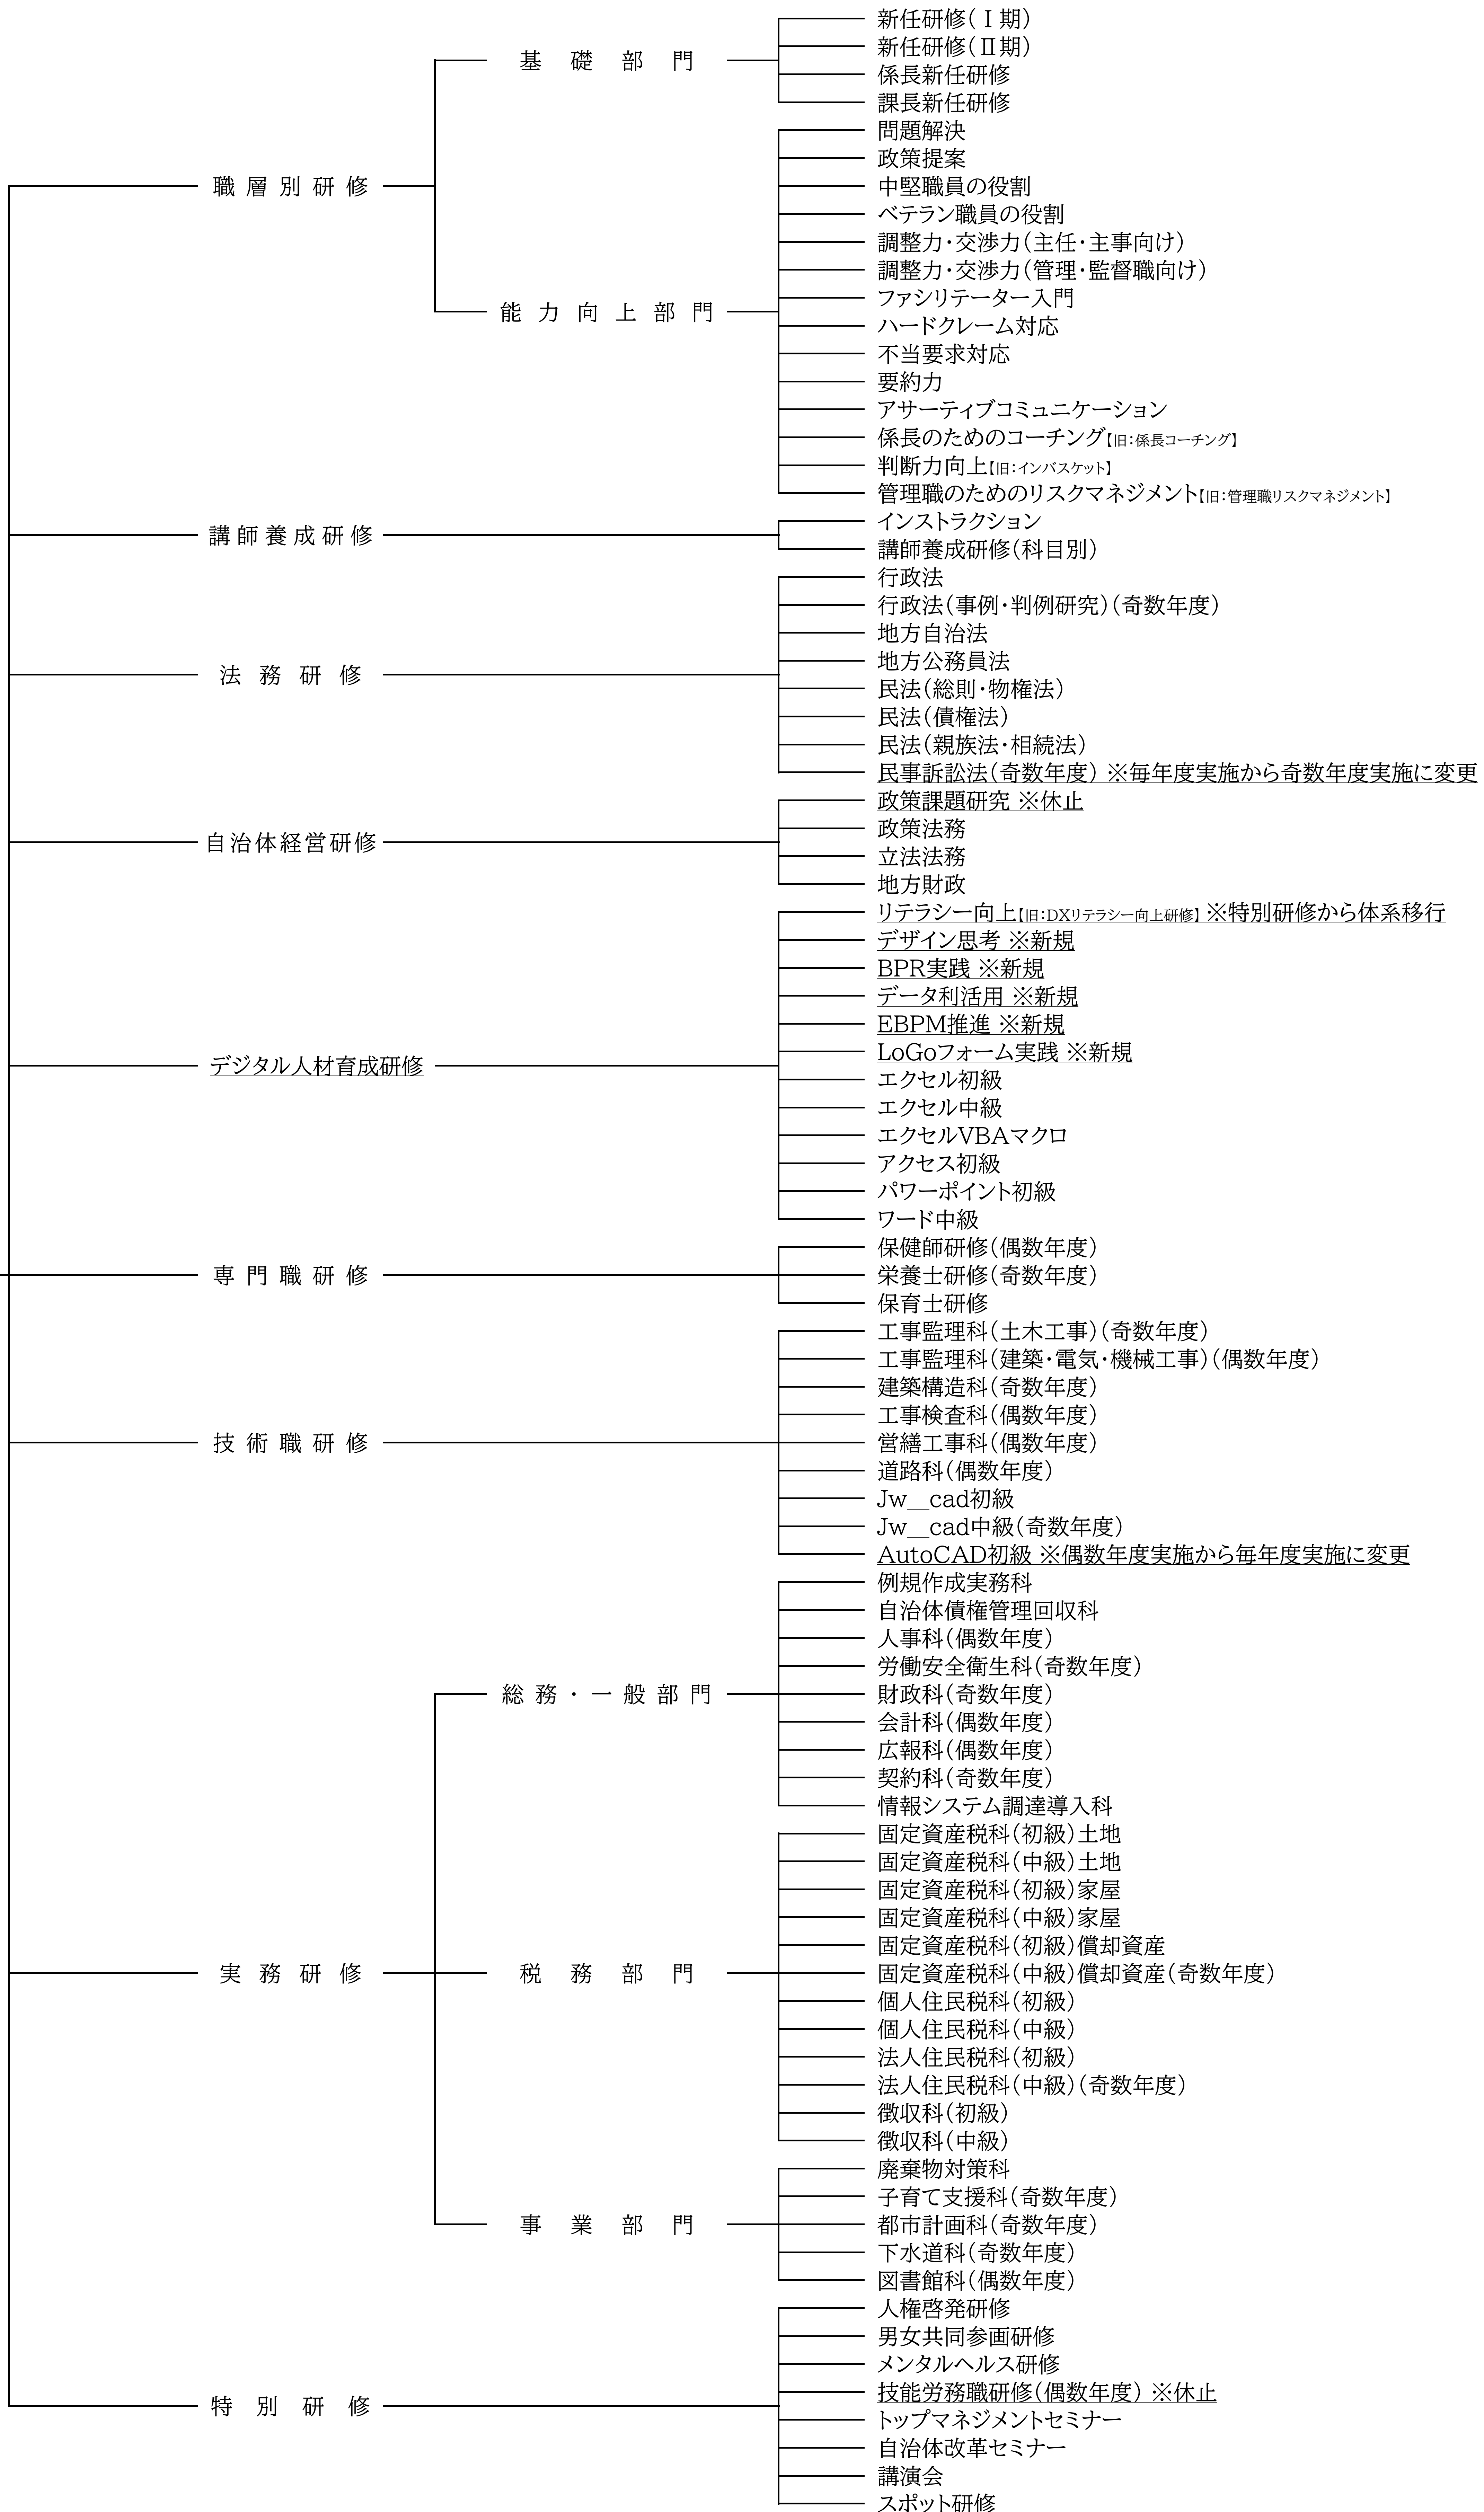 職層別研修
基礎部門
新任研修（Ⅰ期）
新任研修（Ⅱ期）
係長新任研修
課長新任研修
能力向上部門
問題解決
政策提案
中堅職員の役割
ベテラン職員の役割
調整力・交渉力（主任・主事向け）
調整力・交渉力（管理・監督職向け）
ファシリテーター入門
ハードクレーム対応
不当要求対応
要約力
アサーティブコミュニケーション
係長のためのコーチング【旧：係長コーチング】
判断力向上【旧：インバスケット】
管理職のためのリスクマネジメント【旧：管理職リスクマネジメント】
講師養成研修
インストラクション
講師養成研修（科目別）
法務研修
行政法
行政法（事例・判例研究）（奇数年度）
地方自治法
地方公務員法
民法（総則・物権法）
民法（債権法）
民法（親族法・相続法）
民事訴訟法（奇数年度） ※毎年度実施から奇数年度実施に変更
自治体経営研修
政策課題研究 ※休止
政策法務
立法法務
地方財政
デジタル人材育成研修
リテラシー向上【旧：DXリテラシー向上研修】 ※特別研修から体系移行
デザイン思考 ※新規
BPR実践 ※新規
データ利活用 ※新規
EBPM推進 ※新規
LoGoフォーム実践 ※新規
エクセル初級
エクセル中級
エクセルVBAマクロ
アクセス初級
パワーポイント初級
ワード中級
専門職研修
保健師研修（偶数年度）
栄養士研修（奇数年度）
保育士研修
技術職研修
工事監理科（土木工事）（奇数年度）
工事監理科（建築・電気・機械工事）（偶数年度）
建築構造科（奇数年度）
工事検査科（偶数年度）
営繕工事科（偶数年度）
道路科（偶数年度）
Jw__cad初級
Jw__cad中級（奇数年度）
AutoCAD初級 ※偶数年度実施から毎年度実施に変更
実務研修
総務・一般部門
例規作成実務科
自治体債権管理回収科
人事科（偶数年度）
労働安全衛生科（奇数年度）
財政科（奇数年度）
会計科（偶数年度）
広報科（偶数年度）
契約科（奇数年度）
情報システム調達導入科
税務部門
固定資産税科（初級）土地
固定資産税科（中級）土地
固定資産税科（初級）家屋
固定資産税科（中級）家屋
固定資産税科（初級）償却資産
固定資産税科（中級）償却資産（奇数年度）
個人住民税科（初級）
個人住民税科（中級）
法人住民税科（初級）
法人住民税科（中級）（奇数年度）
徴収科（初級）
徴収科（中級）
事業部門
廃棄物対策科
子育て支援科（奇数年度）
都市計画科（奇数年度）
下水道科（奇数年度）
図書館科（偶数年度）
特別研修
人権啓発研修
男女共同参画研修
メンタルヘルス研修
技能労務職研修（偶数年度） ※休止
トップマネジメントセミナー
自治体改革セミナー
講演会
スポット研修